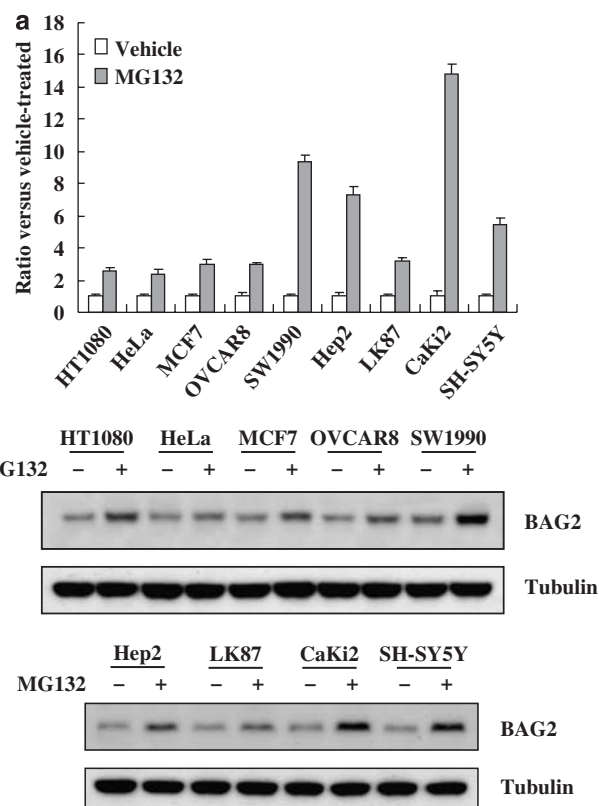 a
18
16
14
12
10
8
6
4
2
0
Ratio versus vehicle-treated
Vehicle
MG132
HT1080 HeLa MCF7 OVCAR8 SW1990 Hep2 LK87 CaKi2 SH-SY5Y
HT1080 HeLa MCF7 OVCAR8 SW1990
G132 – + – + – + – + – +
BAG2
Tubulin
Hep2 LK87 CaKi2 SH-SY5Y
MG132 – + – + – + – +
BAG2
Tubulin